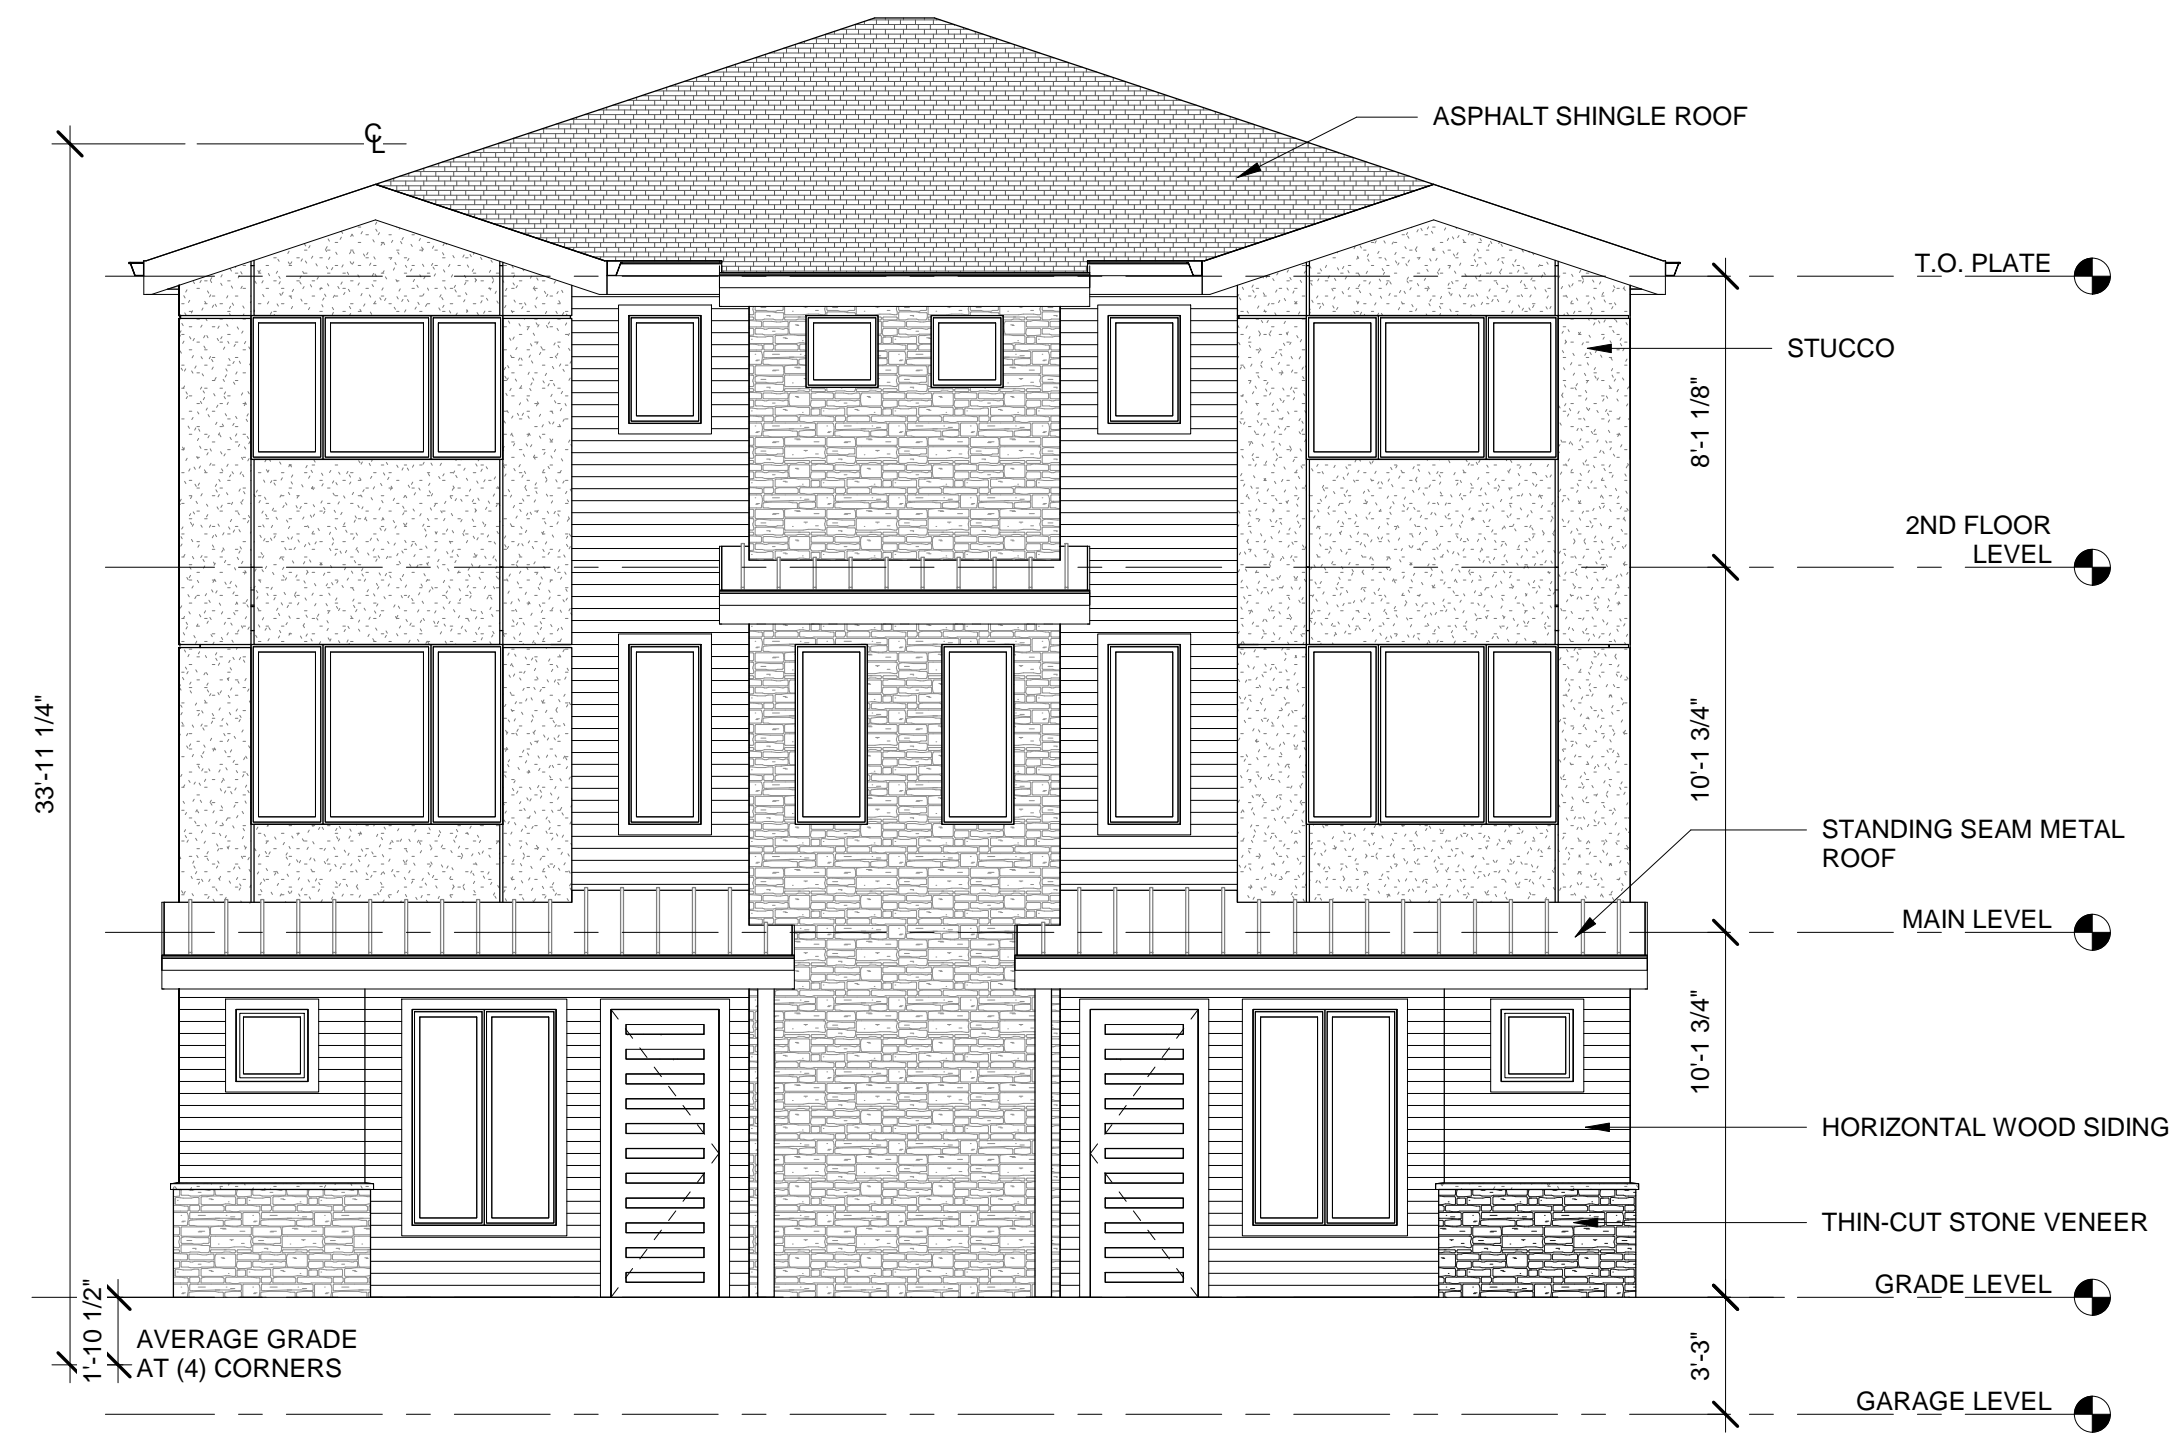 ASPHALT SHINGLE ROOF
℄
T.O. PLATE
STUCCO
8'-1 1/8"
2ND FLOOR
LEVEL
33'-11 1/4"
10'-1 3/4"
STANDING SEAM METAL
ROOF
MAIN LEVEL
10'-1 3/4"
HORIZONTAL WOOD SIDING
THIN-CUT STONE VENEER
GRADE LEVEL
1'-10 1/2"
AVERAGE GRADE
AT (4) CORNERS
3'-3"
GARAGE LEVEL